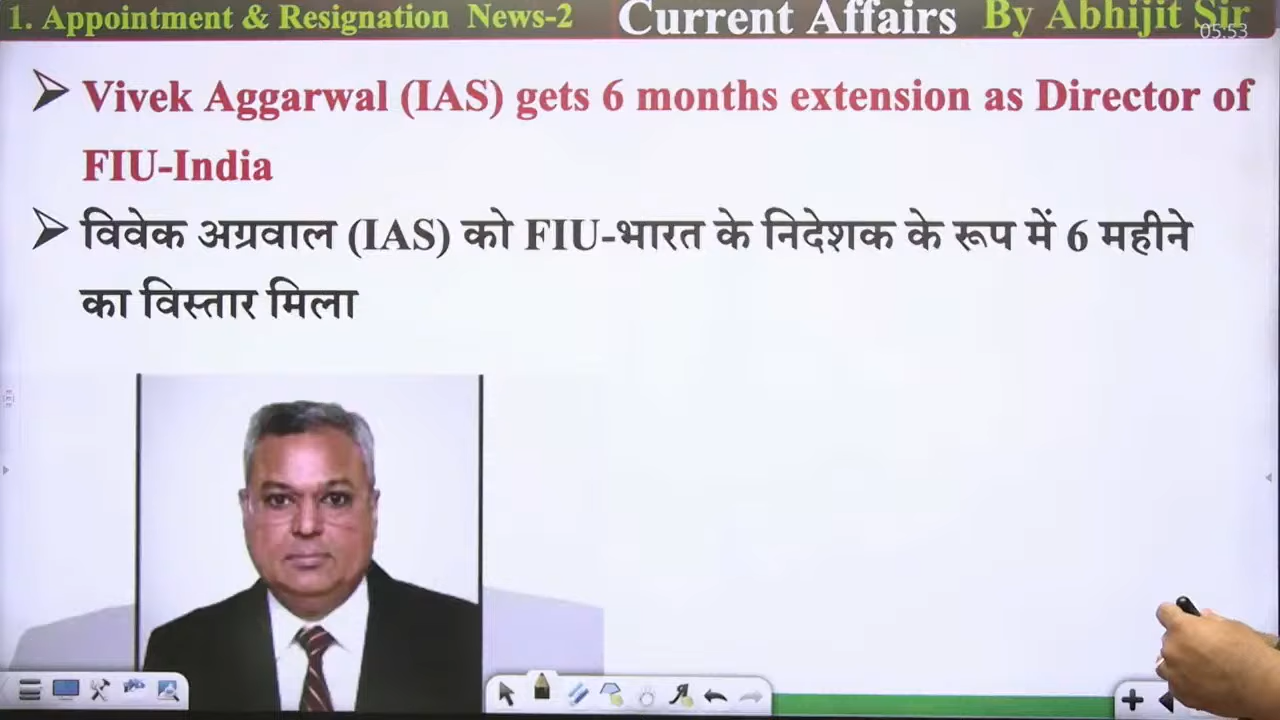 1. Appointment & Resignation News-2 Current Affairs By Abhijit Sir
05:53
Vivek Aggarwal (IAS) gets 6 months extension as Director of
FIU-India
विवेक अग्रवाल (IAS) को FIU-भारत के निदेशक के रूप में 6 महीने
का विस्तार मिला